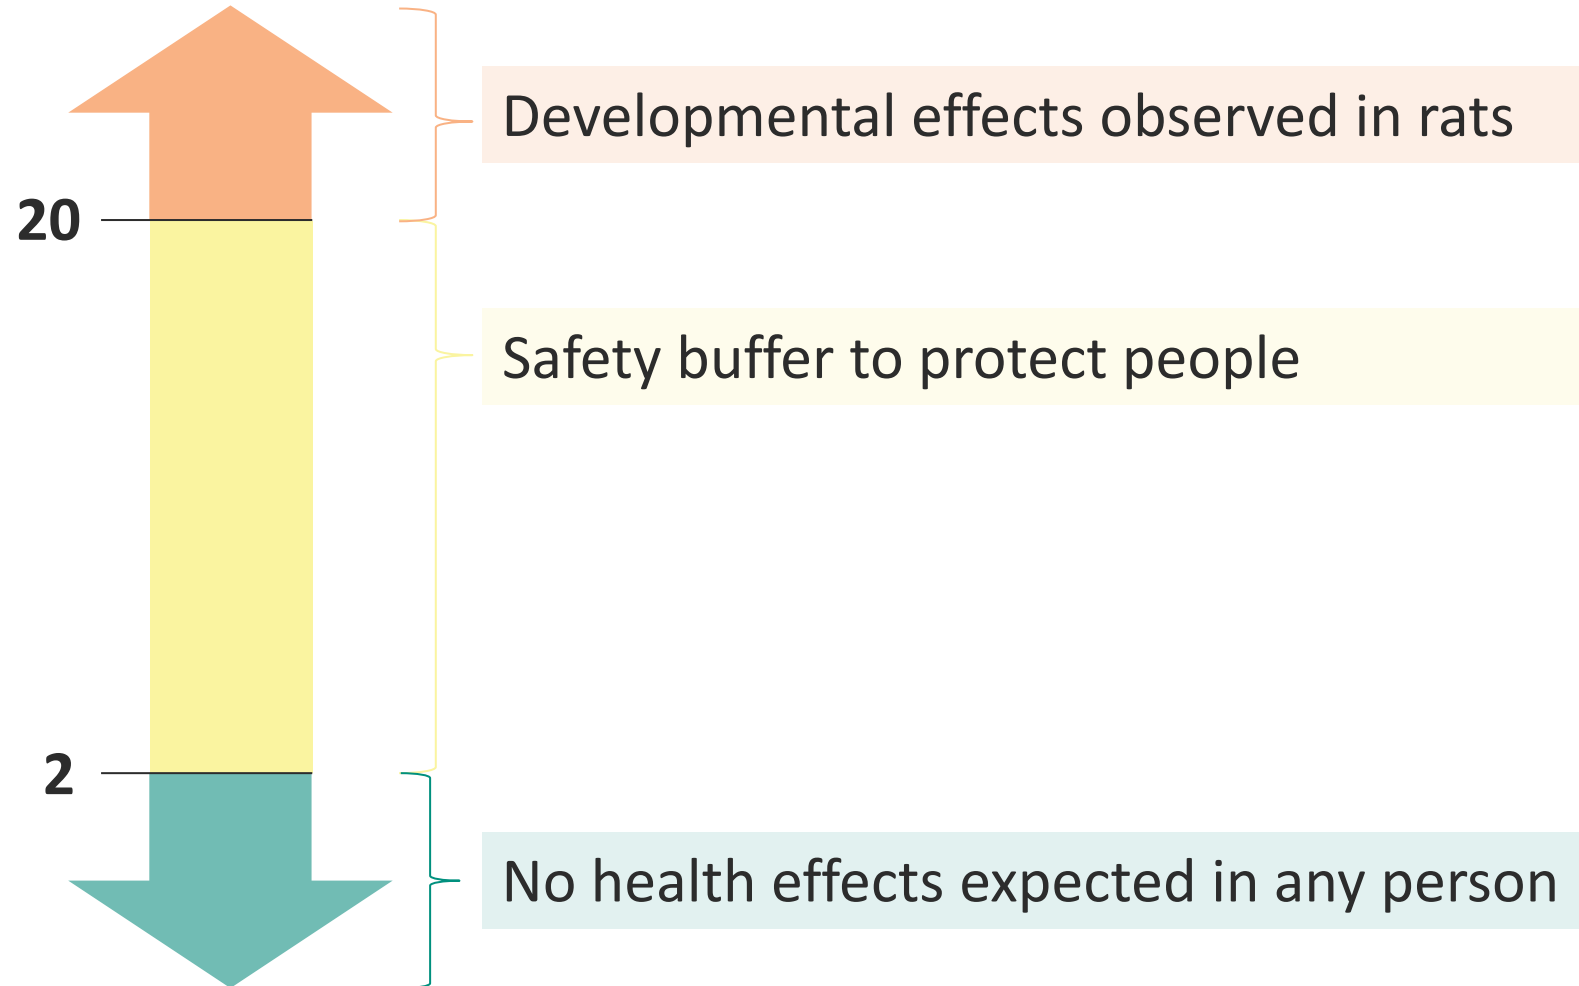 Developmental effects observed in rats
20
Safety buffer to protect people
2
No health effects expected in any person